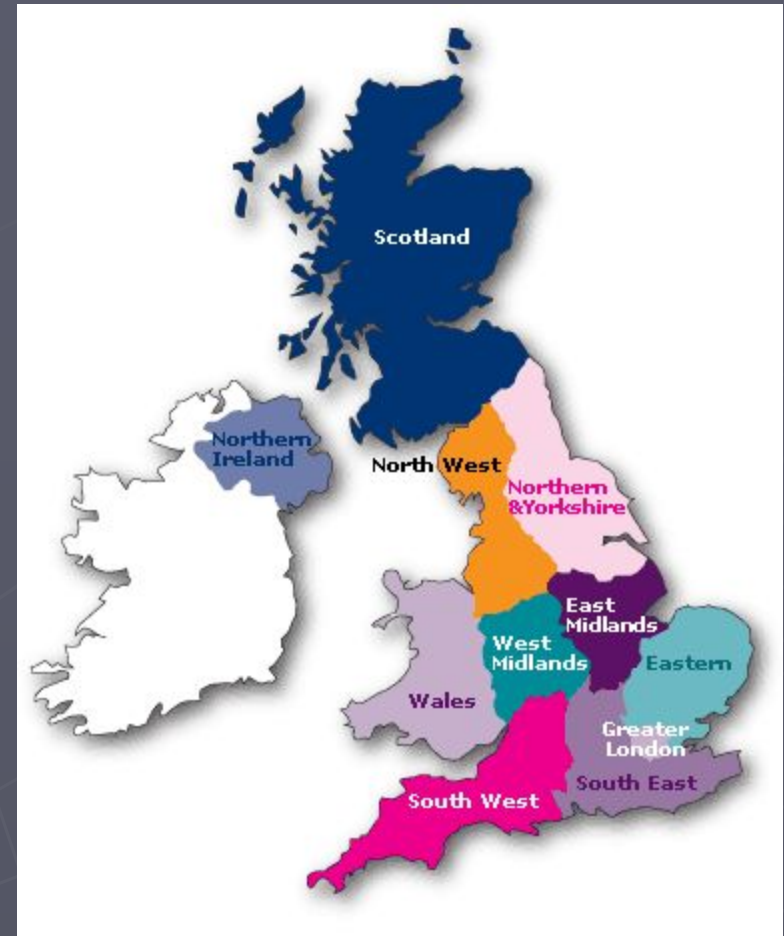 Scotland
Northern
Ireland
North West
Northern
&Yorkshire
East
Midlands
West
Midlands
Eastern
Wales
Greater
London
South East
South West